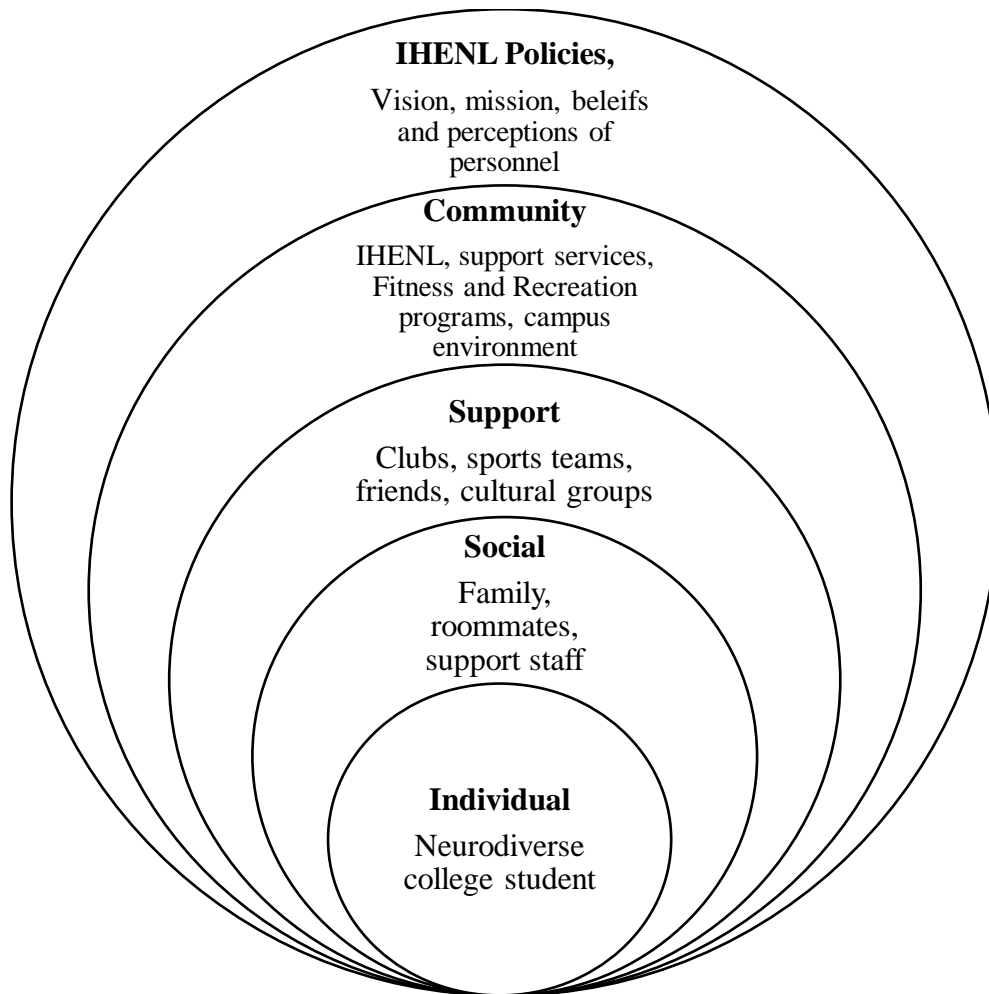 IHENL Policies,
Vision, mission, beleifs
and perceptions of
personnel
Community
IHENL, support services,
Fitness and Recreation
programs, campus
environment
Support
Clubs, sports teams,
friends, cultural groups
Social
Family,
roommates,
support staff
Individual
Neurodiverse
college student